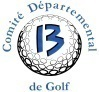 Comité Départemental
13
de Golf